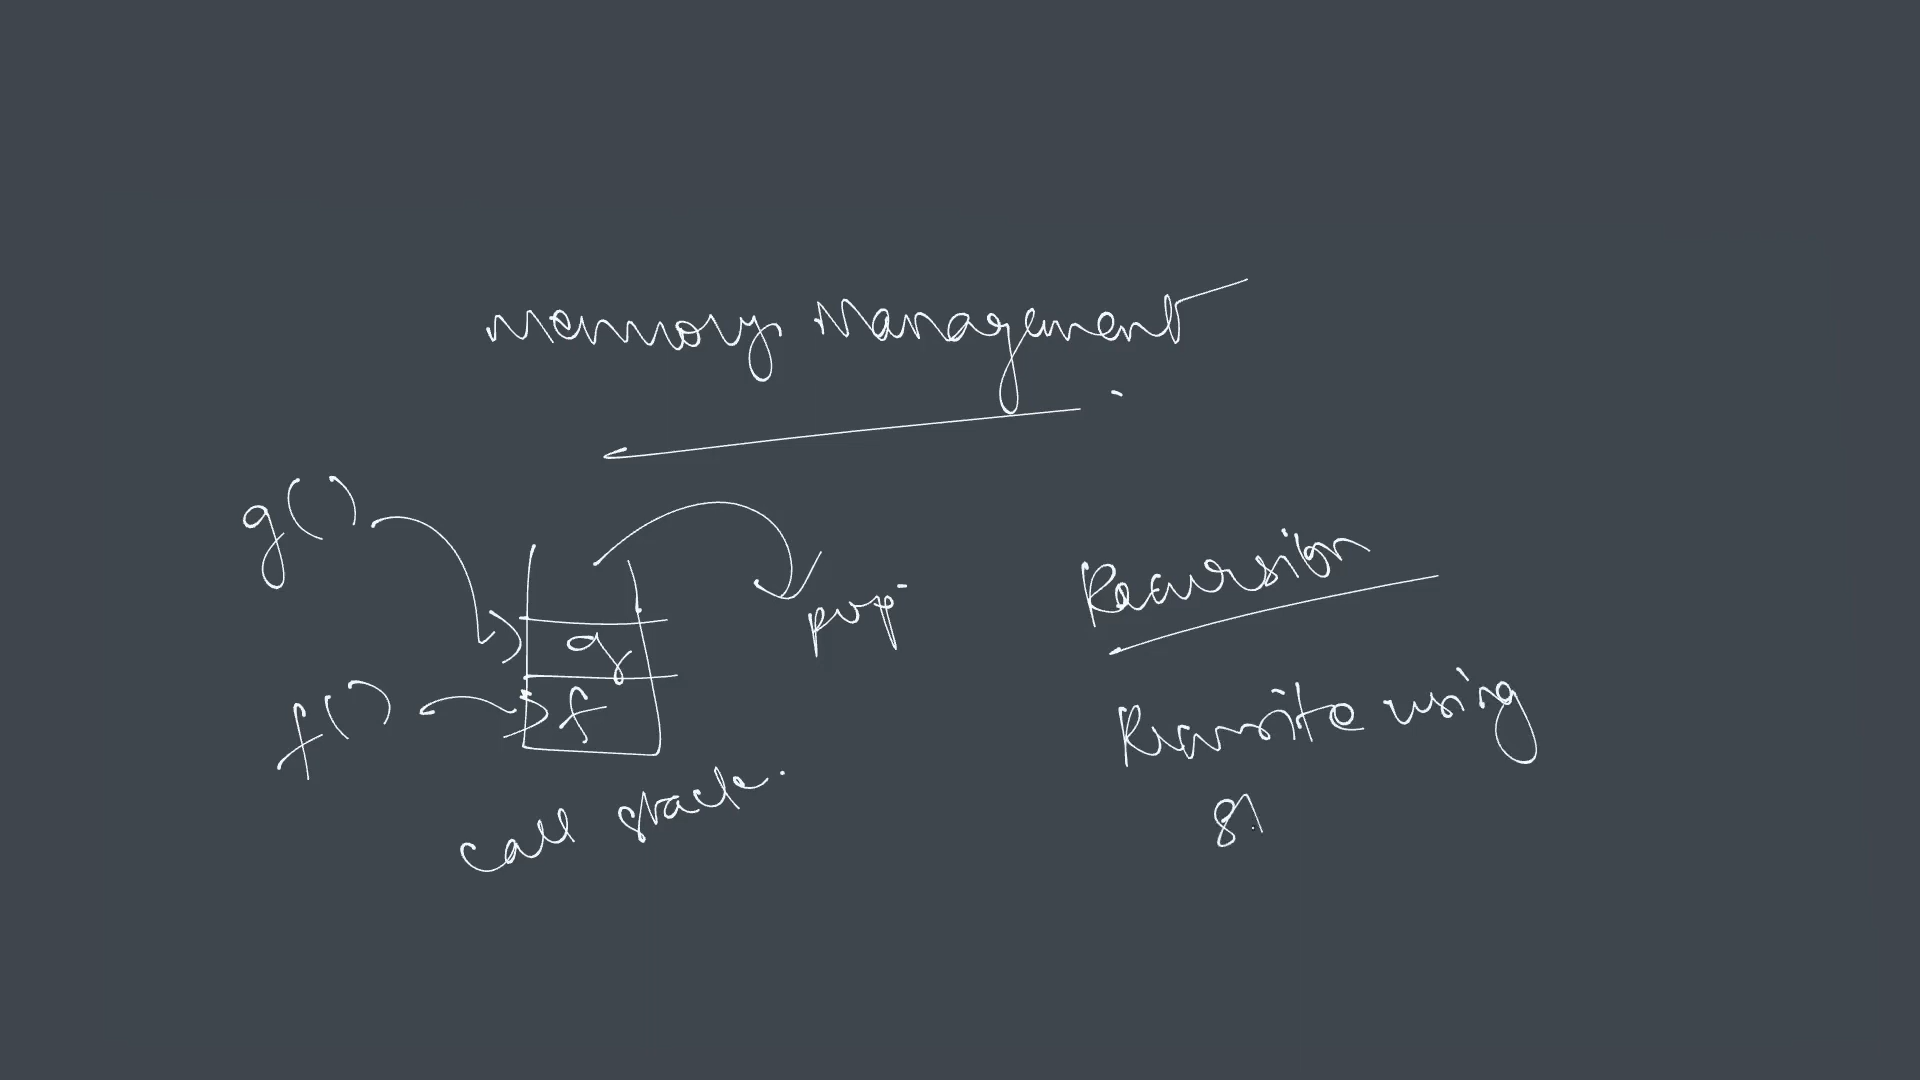 Memory Management
g()
g
pop
f()
f
call stack.
Recursion
Rewrite using